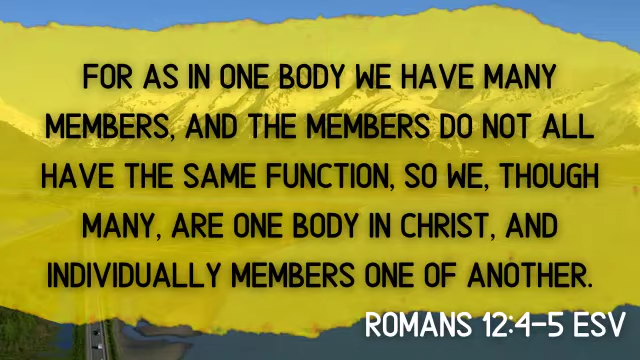 FOR AS IN ONE BODY WE HAVE MANY
MEMBERS, AND THE MEMBERS DO NOT ALL
HAVE THE SAME FUNCTION, SO WE, THOUGH
MANY, ARE ONE BODY IN CHRIST, AND
INDIVIDUALLY MEMBERS ONE OF ANOTHER.
ROMANS 12:4-5 ESV